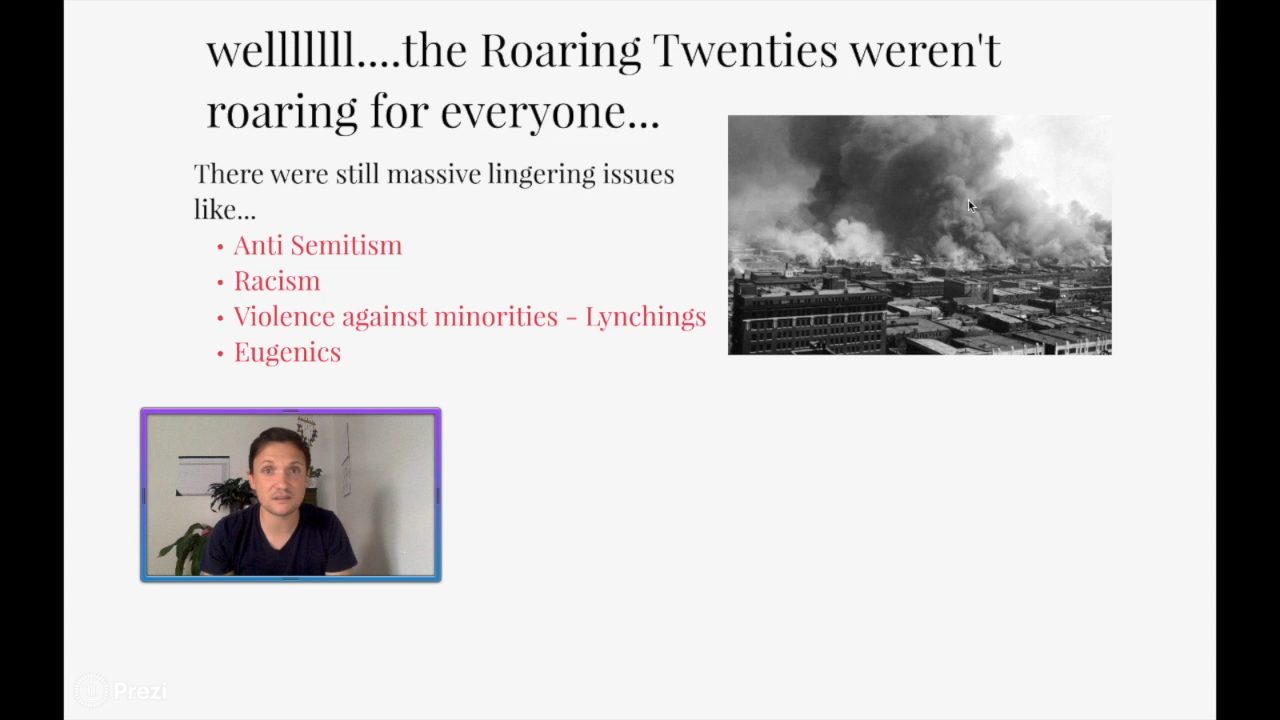 welllllll....the Roaring Twenties weren't
roaring for everyone...
There were still massive lingering issues
like...
• Anti Semitism
• Racism
• Violence against minorities - Lynchings
• Eugenics
Prezi